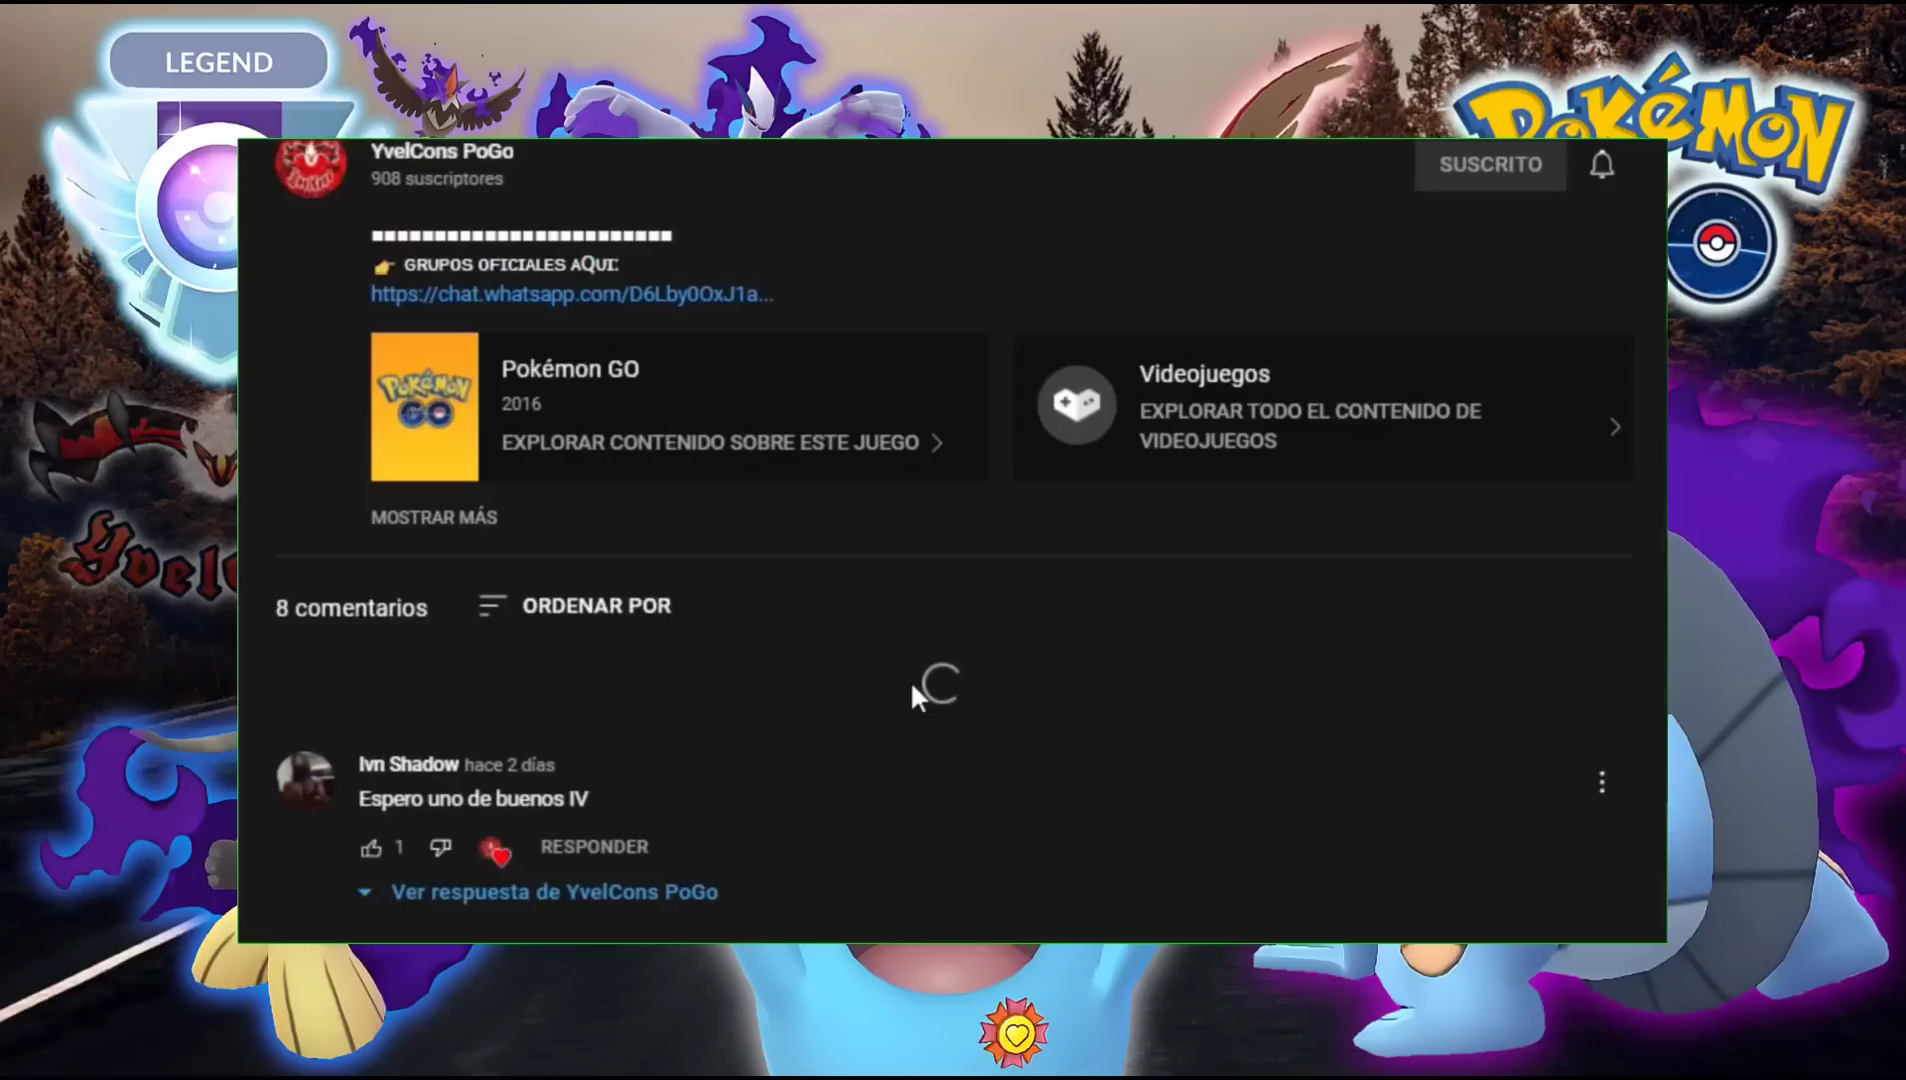 LEGEND
POKéMON
YvelCons PoGo
908 suscriptores
SUSCRITO
GRUPOS OFICIALES AQUI:
https://chat.whatsapp.com/D6Lby0OxJ1a...
POKéMON
GO
Pokémon GO
2016
EXPLORAR CONTENIDO SOBRE ESTE JUEGO
Videojuegos
EXPLORAR TODO EL CONTENIDO DE
VIDEOJUEGOS
MOSTRAR MÁS
Yvel
8 comentarios
ORDENAR POR
Ivn Shadow hace 2 días
Espero uno de buenos IV
1
RESPONDER
Ver respuesta de YvelCons PoGo